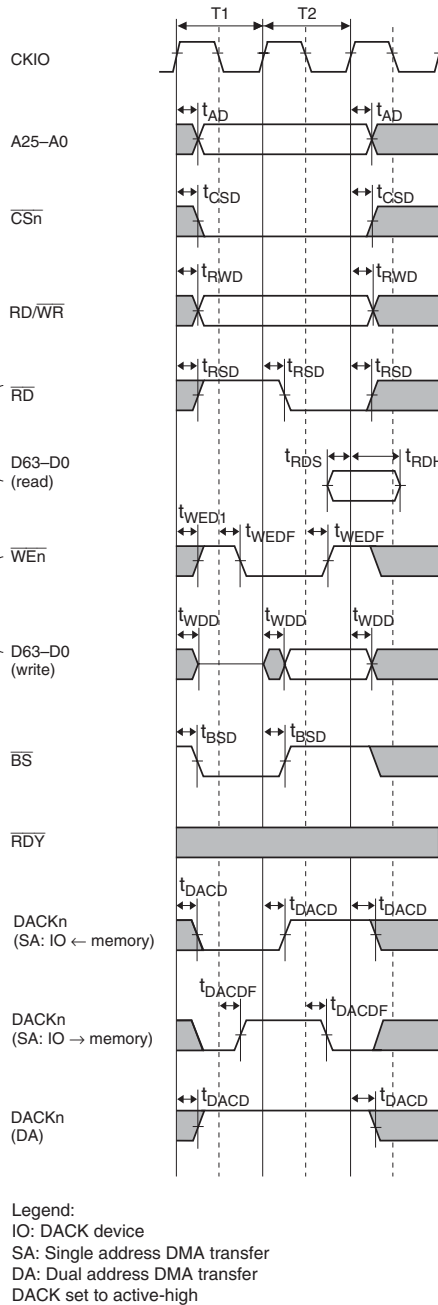 T1 T2
CKIO
tAD tAD
A25–A0
tCSD tCSD
CSn
tRWD tRWD
RD/WR
tRSD tRSD tRSD
RD
D63–D0
(read)
tRDS tRDH
tWED1 tWEDF tWEDF
WEn
tWDD tWDD tWDD
D63–D0
(write)
tBSD tBSD
BS
RDY
tDACD tDACD tDACD
DACKn
(SA: IO ← memory)
tDACDF tDACDF
DACKn
(SA: IO → memory)
tDACD tDACD
DACKn
(DA)
Legend:
IO: DACK device
SA: Single address DMA transfer
DA: Dual address DMA transfer
DACK set to active-high